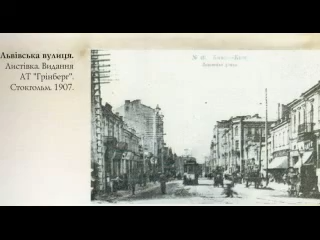 Львівська вулиця.
Листівка. Видання
АТ "Грінберг".
Стокгольм. 1907.